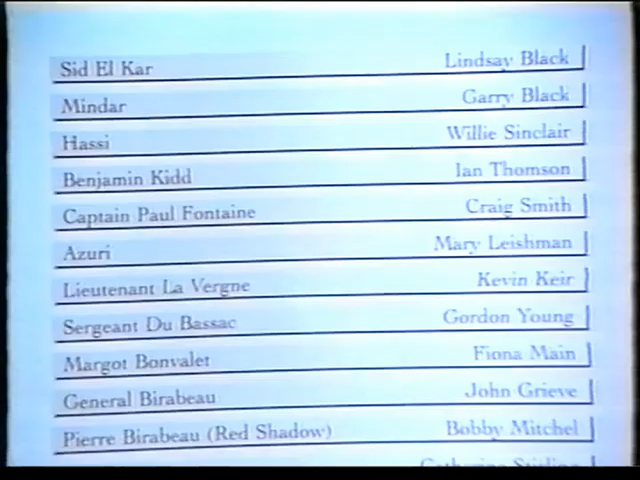 Sid El Kar Lindsay Black
Mindar Garry Black
Hassi Willie Sinclair
Benjamin Kidd Ian Thomson
Captain Paul Fontaine Craig Smith
Azuri Mary Leishman
Lieutenant La Vergne Kevin Keir
Sergeant Du Bassac Gordon Young
Margot Bonvalet Fiona Main
General Birabeau John Grieve
Pierre Birabeau (Red Shadow) Bobby Mitchel